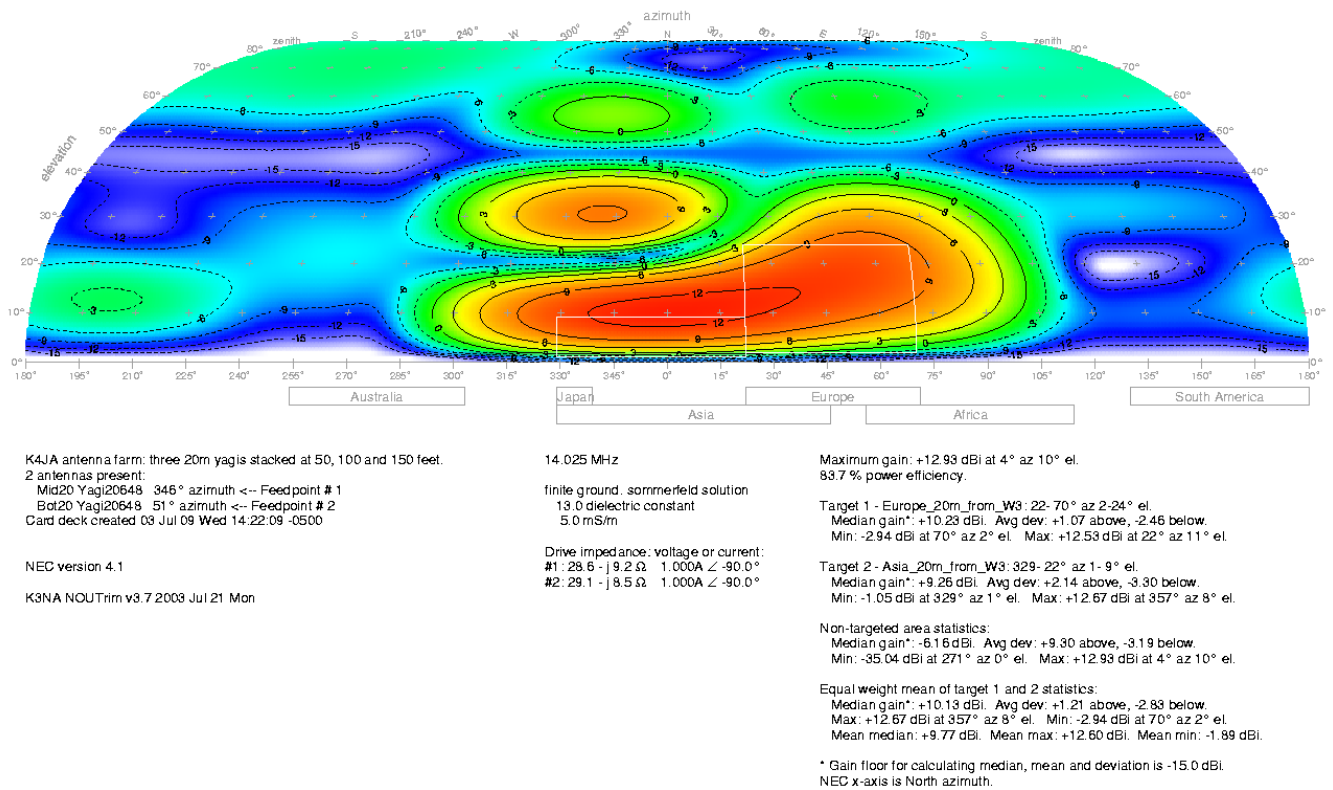 azimuth
zenith S 210° 240° W 300° 330° N 30° 60° E 120° 150° S zenith
80° 80°
70° 70°
60° 60°
50° 50°
40° 40°
30° 30°
20° 20°
10° 10°
0° 0°
elevation
180° 195° 210° 225° 240° 255° 270° 285° 300° 315° 330° 345° 0° 15° 30° 45° 60° 75° 90° 105° 120° 135° 150° 165° 180°
Australia Japan Europe South America
Asia Africa
K4JA antenna farm: three 20m yagis stacked at 50, 100 and 150 feet.
2 antennas present:
Mid20 Yagi20648 346° azimuth <-- Feedpoint # 1
Bot20 Yagi20648 51° azimuth <-- Feedpoint # 2
Card deck created 03 Jul 09 Wed 14:22:09 -0500
NEC version 4.1
K3NA NOUTrim v3.7 2003 Jul 21 Mon
14.025 MHz
finite ground. sommerfeld solution
13.0 dielectric constant
5.0 mS/m
Drive impedance: voltage or current:
#1: 28.6 - j 9.2 Ω 1.000A ∠ -90.0°
#2: 29.1 - j 8.5 Ω 1.000A ∠ -90.0°
Maximum gain: +12.93 dBi at 4° az 10° el.
83.7 % power efficiency.
Target 1 - Europe_20m_from_W3: 22- 70° az 2-24° el.
Median gain*: +10.23 dBi. Avg dev: +1.07 above, -2.46 below.
Min: -2.94 dBi at 70° az 2° el. Max: +12.53 dBi at 22° az 11° el.
Target 2 - Asia_20m_from_W3: 329- 22° az 1- 9° el.
Median gain*: +9.26 dBi. Avg dev: +2.14 above, -3.30 below.
Min: -1.05 dBi at 329° az 1° el. Max: +12.67 dBi at 357° az 8° el.
Non-targeted area statistics:
Median gain*: -6.16 dBi. Avg dev: +9.30 above, -3.19 below.
Min: -35.04 dBi at 271° az 0° el. Max: +12.93 dBi at 4° az 10° el.
Equal weight mean of target 1 and 2 statistics:
Median gain*: +10.13 dBi. Avg dev: +1.21 above, -2.83 below.
Max: +12.67 dBi at 357° az 8° el. Min: -2.94 dBi at 70° az 2° el.
Mean median: +9.77 dBi. Mean max: +12.60 dBi. Mean min: -1.89 dBi.
* Gain floor for calculating median, mean and deviation is -15.0 dBi.
NEC x-axis is North azimuth.